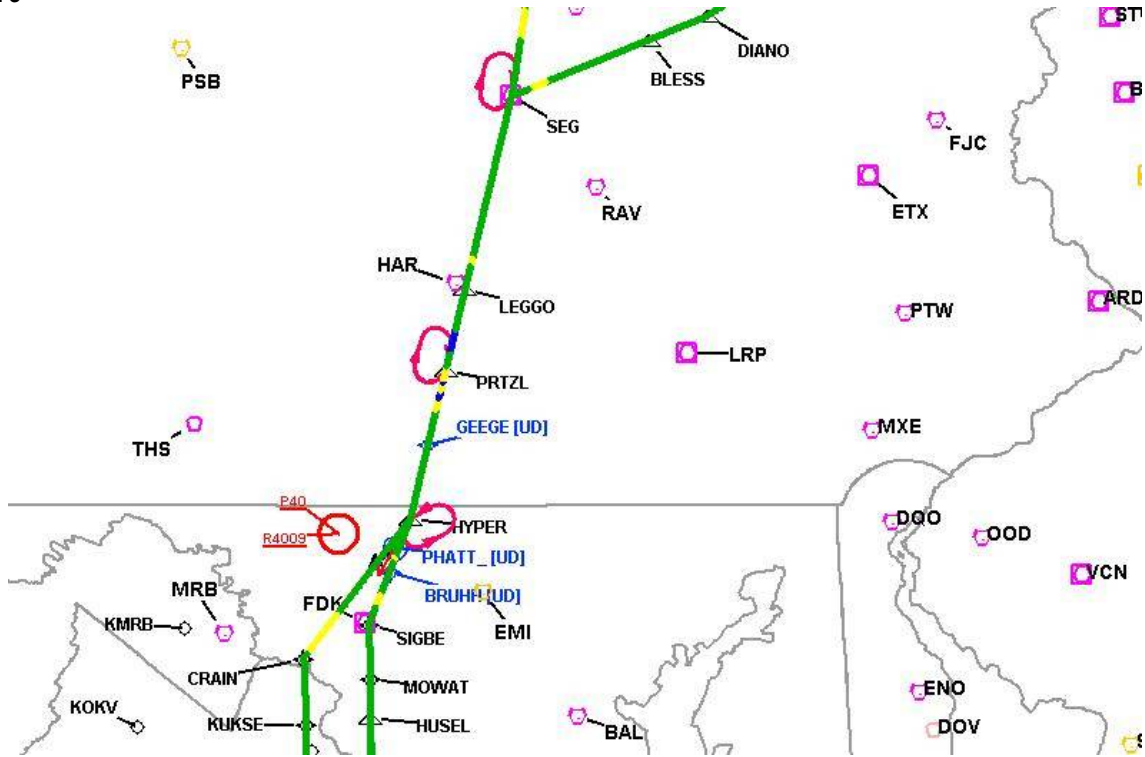 STW
DIANO
PSB
BLESS
B
SEG
FJC
RAV
ETX
HAR
LEGGO
ARD
PTW
LRP
PRTZL
GEEGE [UD]
MXE
THS
P40
DQO
HYPER
OOD
R4009
PHATT_ [UD]
VCN
MRB
BRUHH [UD]
FDK
KMRB
EMI
SIGBE
CRAIN
MOWAT
ENO
KOKV
KUKSE
HUSEL
BAL
DOV
S